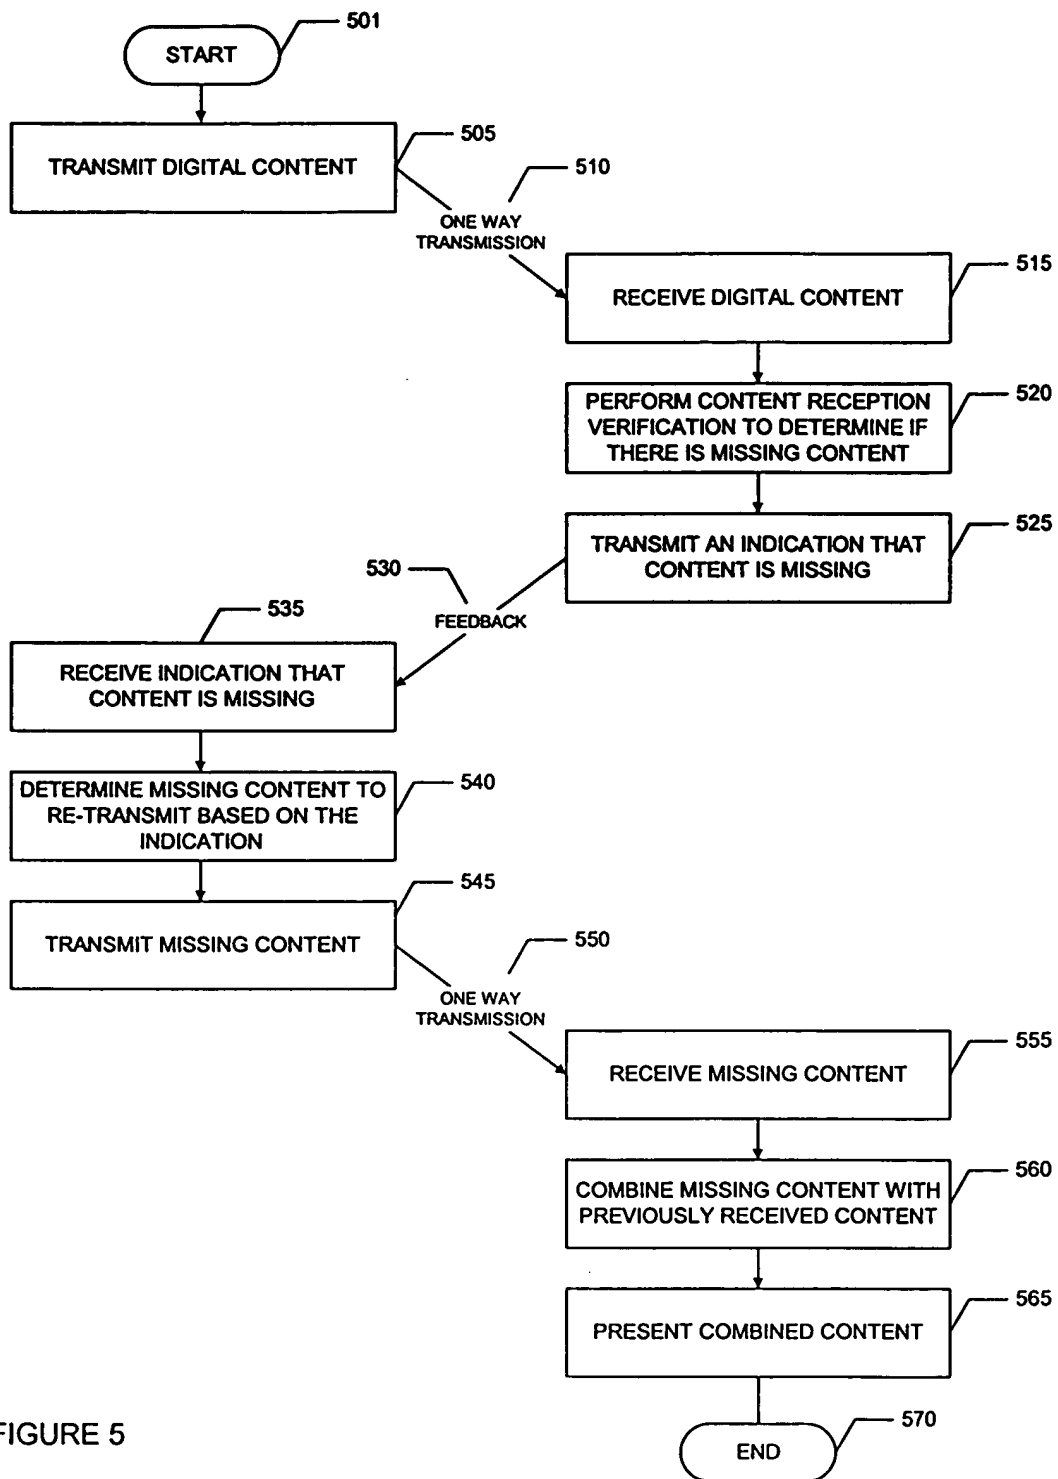 501
START
505
TRANSMIT DIGITAL CONTENT
510
ONE WAY
TRANSMISSION
515
RECEIVE DIGITAL CONTENT
520
PERFORM CONTENT RECEPTION
VERIFICATION TO DETERMINE IF
THERE IS MISSING CONTENT
525
TRANSMIT AN INDICATION THAT
CONTENT IS MISSING
530
FEEDBACK
535
RECEIVE INDICATION THAT
CONTENT IS MISSING
540
DETERMINE MISSING CONTENT TO
RE-TRANSMIT BASED ON THE
INDICATION
545
TRANSMIT MISSING CONTENT
550
ONE WAY
TRANSMISSION
555
RECEIVE MISSING CONTENT
560
COMBINE MISSING CONTENT WITH
PREVIOUSLY RECEIVED CONTENT
565
PRESENT COMBINED CONTENT
570
END
FIGURE 5